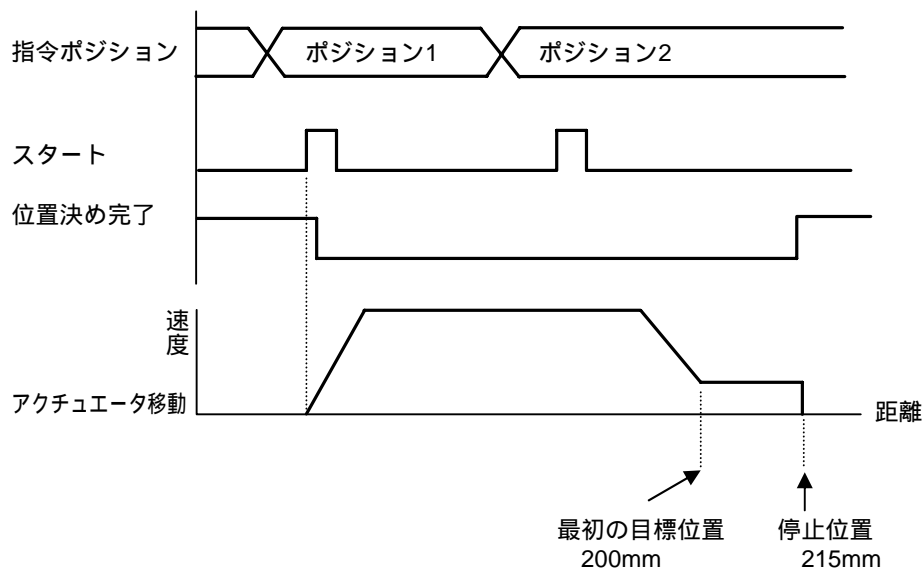 指令ポジション
ポジション1
ポジション2
スタート
位置決め完了
速度
アクチュエータ移動
距離
最初の目標位置
200mm
停止位置
215mm